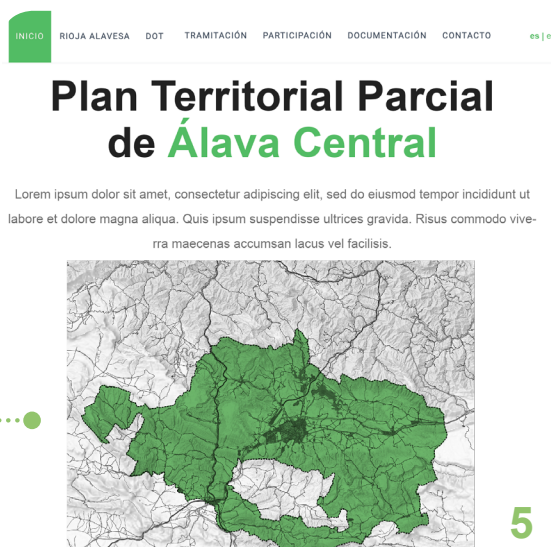 INICIO RIOJA ALAVESA DOT TRAMITACIÓN PARTICIPACIÓN DOCUMENTACIÓN CONTACTO es | e
Plan Territorial Parcial
de Álava Central
Lorem ipsum dolor sit amet, consectetur adipiscing elit, sed do eiusmod tempor incididunt ut
labore et dolore magna aliqua. Quis ipsum suspendisse ultrices gravida. Risus commodo vive-
rra maecenas accumsan lacus vel facilisis.
5